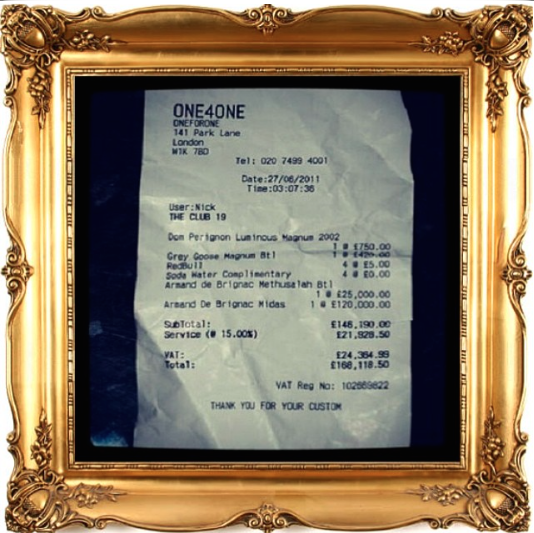 ONE4ONE
ONEFORONE
141 Park Lane
London
W1K 7BD
Tel: 020 7499 4001
Date:27/06/2011
Time:03:07:36
User:Nick
THE CLUB 19
Dom Perignon Luminous Magnum 2002
1 @ £750.00
Grey Goose Magnum Btl 1 @ £420.00
RedBull 4 @ £5.00
Soda Water Complimentary 4 @ £0.00
Armand de Brignac Methusalah Btl
1 @ £25,000.00
Armand De Brignac Midas 1 @ £120,000.00
SubTotal: £146,190.00
Service (@ 15.00%) £21,928.50
VAT: £24,364.99
Total: £168,118.50
VAT Reg No: 102669822
THANK YOU FOR YOUR CUSTOM